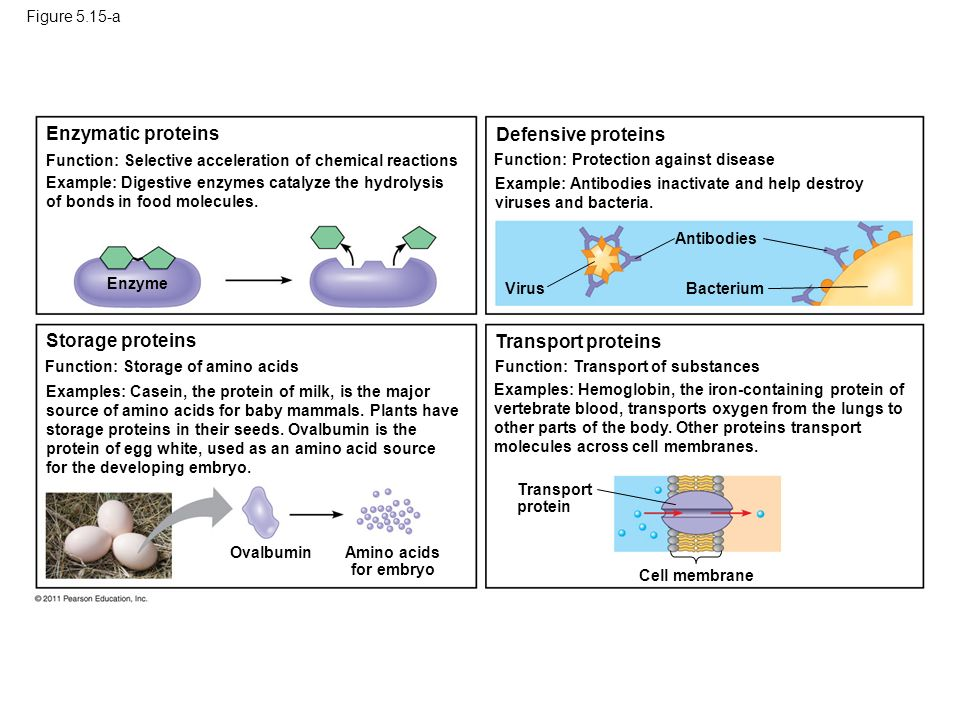 Figure 5.15-a
Enzymatic proteins
Function: Selective acceleration of chemical reactions
Example: Digestive enzymes catalyze the hydrolysis
of bonds in food molecules.
Enzyme
Defensive proteins
Function: Protection against disease
Example: Antibodies inactivate and help destroy
viruses and bacteria.
Antibodies
Virus
Bacterium
Storage proteins
Function: Storage of amino acids
Examples: Casein, the protein of milk, is the major
source of amino acids for baby mammals. Plants have
storage proteins in their seeds. Ovalbumin is the
protein of egg white, used as an amino acid source
for the developing embryo.
Ovalbumin
Amino acids
for embryo
Transport proteins
Function: Transport of substances
Examples: Hemoglobin, the iron-containing protein of
vertebrate blood, transports oxygen from the lungs to
other parts of the body. Other proteins transport
molecules across cell membranes.
Transport
protein
Cell membrane
© 2011 Pearson Education, Inc.